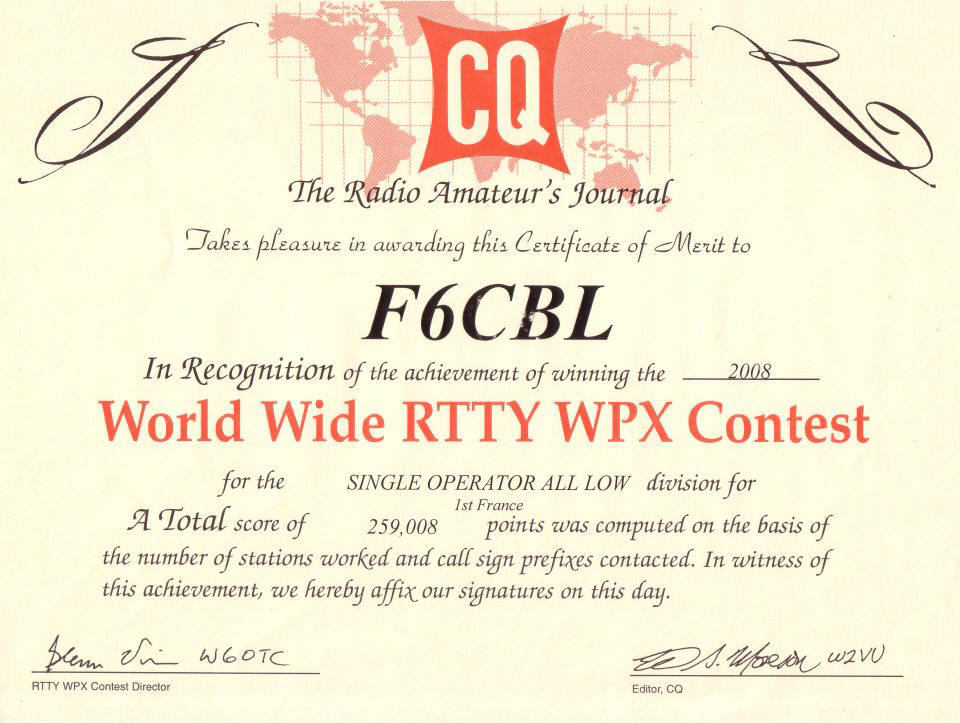 CQ
The Radio Amateur's Journal
Takes pleasure in awarding this Certificate of Merit to
F6CBL
In Recognition of the achievement of winning the 2008
World Wide RTTY WPX Contest
for the SINGLE OPERATOR ALL LOW division for
1st France
A Total score of 259,008 points was computed on the basis of
the number of stations worked and call sign prefixes contacted. In witness of
this achievement, we hereby affix our signatures on this day.
Glenn W6OTC
W2VU
RTTY WPX Contest Director
Editor, CQ